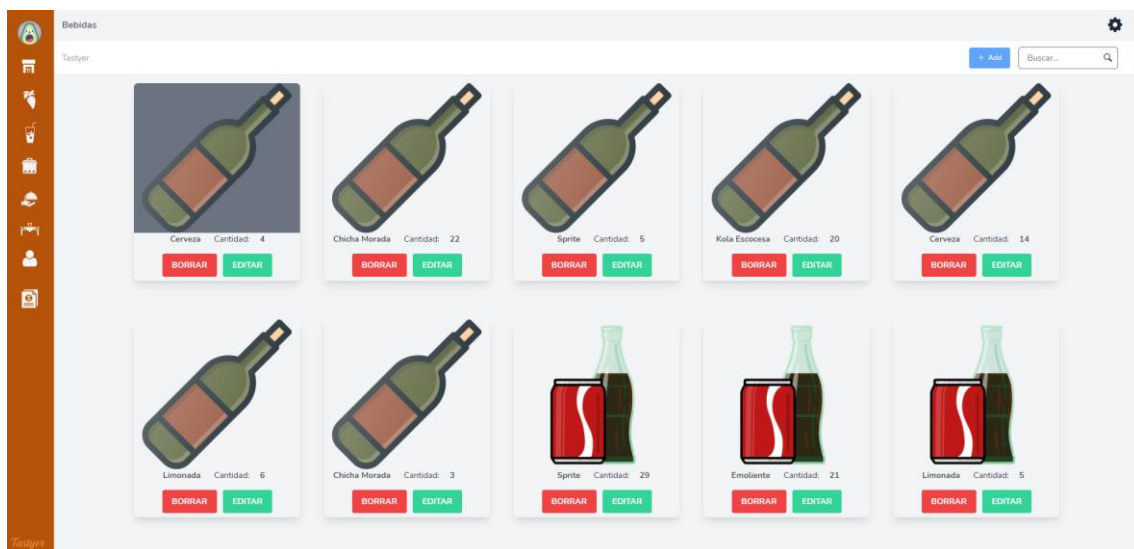 Bebidas
Tastyer
+ Add
Buscar...
Cerveza Cantidad: 4
Chicha Morada Cantidad: 22
Sprite Cantidad: 5
Kola Escocesa Cantidad: 20
Cerveza Cantidad: 14
BORRAR EDITAR
BORRAR EDITAR
BORRAR EDITAR
BORRAR EDITAR
BORRAR EDITAR
Limonada Cantidad: 6
Chicha Morada Cantidad: 3
Sprite Cantidad: 29
Emoliente Cantidad: 21
Limonada Cantidad: 5
BORRAR EDITAR
BORRAR EDITAR
BORRAR EDITAR
BORRAR EDITAR
BORRAR EDITAR
Tastyer